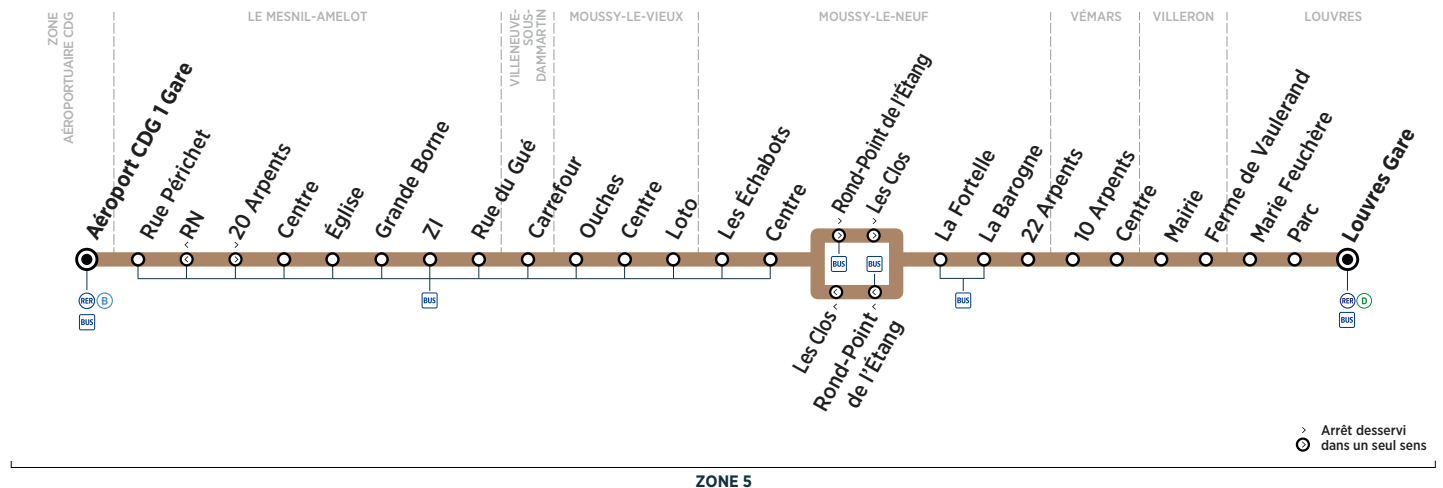 ZONE
AÉROPORTUAIRE CDG
LE MESNIL-AMELOT
VILLENEUVE-
SOUS-
DAMMARTIN
MOUSSY-LE-VIEUX
MOUSSY-LE-NEUF
VÉMARS
VILLERON
LOUVRES
Aéroport CDG 1 Gare
Rue Périchet
RN
20 Arpents
Centre
Église
Grande Borne
ZI
Rue du Gué
Carrefour
Ouches
Centre
Loto
Les Échabots
Centre
Rond-Point de l'Étang
Les Clos
La Fortelle
La Barogne
22 Arpents
10 Arpents
Centre
Mairie
Ferme de Vaulerand
Marie Feuchère
Parc
Louvres Gare
BUS
BUS
RER B
BUS
BUS
BUS
RER D
BUS
Les Clos
Rond-Point
de l'Étang
Arrêt desservi
dans un seul sens
ZONE 5